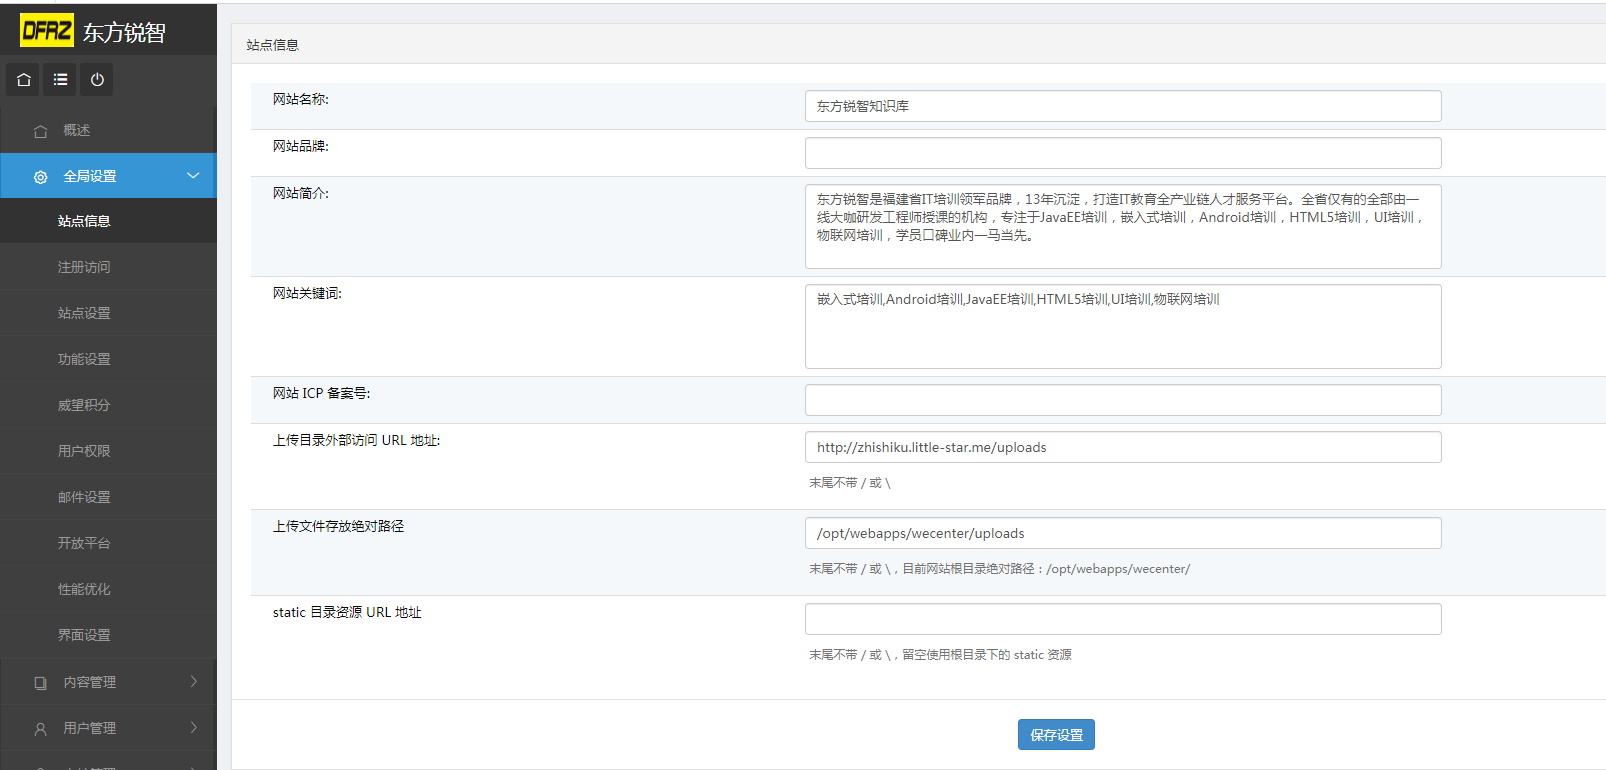 DFRZ 东方锐智
概述
全局设置
站点信息
注册访问
站点设置
功能设置
威望积分
用户权限
邮件设置
开放平台
性能优化
界面设置
内容管理
用户管理
站点信息
网站名称:
东方锐智知识库
网站品牌:
网站简介:
东方锐智是福建省IT培训领军品牌，13年沉淀，打造IT教育全产业链人才服务平台。全省仅有的全部由一
线大咖研发工程师授课的机构，专注于JavaEE培训，嵌入式培训，Android培训，HTML5培训，UI培训，
物联网培训，学员口碑业内一马当先。
网站关键词:
嵌入式培训,Android培训,JavaEE培训,HTML5培训,UI培训,物联网培训
网站 ICP 备案号:
上传目录外部访问 URL 地址:
http://zhishiku.little-star.me/uploads
末尾不带 / 或 \
上传文件存放绝对路径
/opt/webapps/wecenter/uploads
末尾不带 / 或 \，目前网站根目录绝对路径：/opt/webapps/wecenter/
static 目录资源 URL 地址
末尾不带 / 或 \，留空使用根目录下的 static 资源
保存设置